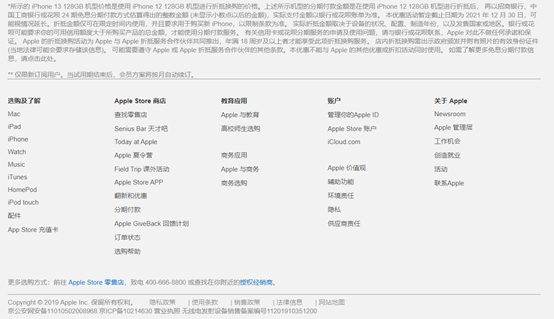 *所示的 iPhone 13 128GB 机型价格是使用 iPhone 12 128GB 机型进行折抵换购的价格。上述所示机型的分期付款金额是在使用 iPhone 12 128GB 机型进行折抵后，再以招商银行、中
国工商银行或花呗 24 期免息分期付款方式估算得出的整数金额 (未显示小数点以后的金额)，实际支付金额以银行或花呗账单为准。 本优惠活动暂定截止日期为 2021 年 12 月 30 日，可
能视情况延长。折抵金额仅可在限定时间内使用，并且要求用于购买新 iPhone，以限制条款为准。 实际折抵金额取决于设备的状况、配置、制造年份，以及发售国家或地区。银行或花
呗可能要求你的可用信用额度大于所购买产品的总金额，才能使用分期付款服务。 有关信用卡或花呗分期服务的申请及使用问题，请与银行或花呗联系，Apple 对此不做任何承诺和保
证。 Apple 的折抵换购活动为 Apple 与 Apple 折抵服务合作伙伴共同推出，年满 18 周岁及以上者才能享受此项折抵换购服务。 店内折抵换购需出示政府颁发并附有照片的有效身份证件
(当地法律可能会要求存储该信息)。 可能需要遵守 Apple 或 Apple 折抵服务合作伙伴的其他条款。本优惠不能与 Apple 的其他优惠或折扣活动同时使用。 如需了解更多免息分期付款信
息，请点击此处。
** 仅限新订阅用户。当试用期结束后，会员方案将按月自动续订。
选购及了解
Mac
iPad
iPhone
Watch
Music
iTunes
HomePod
iPod touch
配件
App Store 充值卡
Apple Store 商店
查找零售店
Genius Bar 天才吧
Today at Apple
Apple 夏令营
Field Trip 课外活动
Apple Store APP
翻新和优惠
分期付款
Apple GiveBack 回馈计划
订单状态
选购帮助
教育应用
Apple 与教育
高校师生选购
商务应用
Apple 与商务
商务选购
账户
管理你的Apple ID
Apple Store 账户
iCloud.com
Apple 价值观
辅助功能
环境责任
隐私
供应商责任
关于 Apple
Newsroom
Apple 管理层
工作机会
创造就业
活动
联系Apple
更多选购方式：前往 Apple Store 零售店，致电 400-666-8800 或查找在你附近的授权经销商。
Copyright © 2019 Apple Inc. 保留所有权利。 隐私政策 | 使用条款 | 销售政策 | 法律信息 | 网站地图
京公安网安备11010502008968 京ICP备10214630 营业执照 无线电发射设备销售备案编号11201910351200